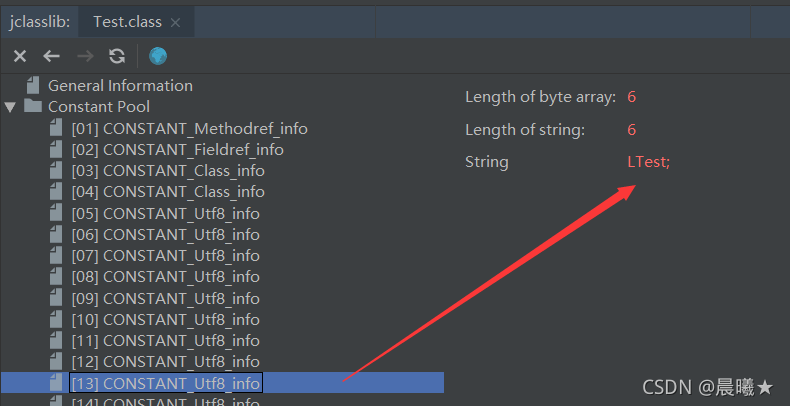 jclasslib: Test.class
General Information
Constant Pool
[01] CONSTANT_Methodref_info
[02] CONSTANT_Fieldref_info
[03] CONSTANT_Class_info
[04] CONSTANT_Class_info
[05] CONSTANT_Utf8_info
[06] CONSTANT_Utf8_info
[07] CONSTANT_Utf8_info
[08] CONSTANT_Utf8_info
[09] CONSTANT_Utf8_info
[10] CONSTANT_Utf8_info
[11] CONSTANT_Utf8_info
[12] CONSTANT_Utf8_info
[13] CONSTANT_Utf8_info
[14] CONSTANT_Utf8_info
Length of byte array: 6
Length of string: 6
String LTest;
CSDN @晨曦★